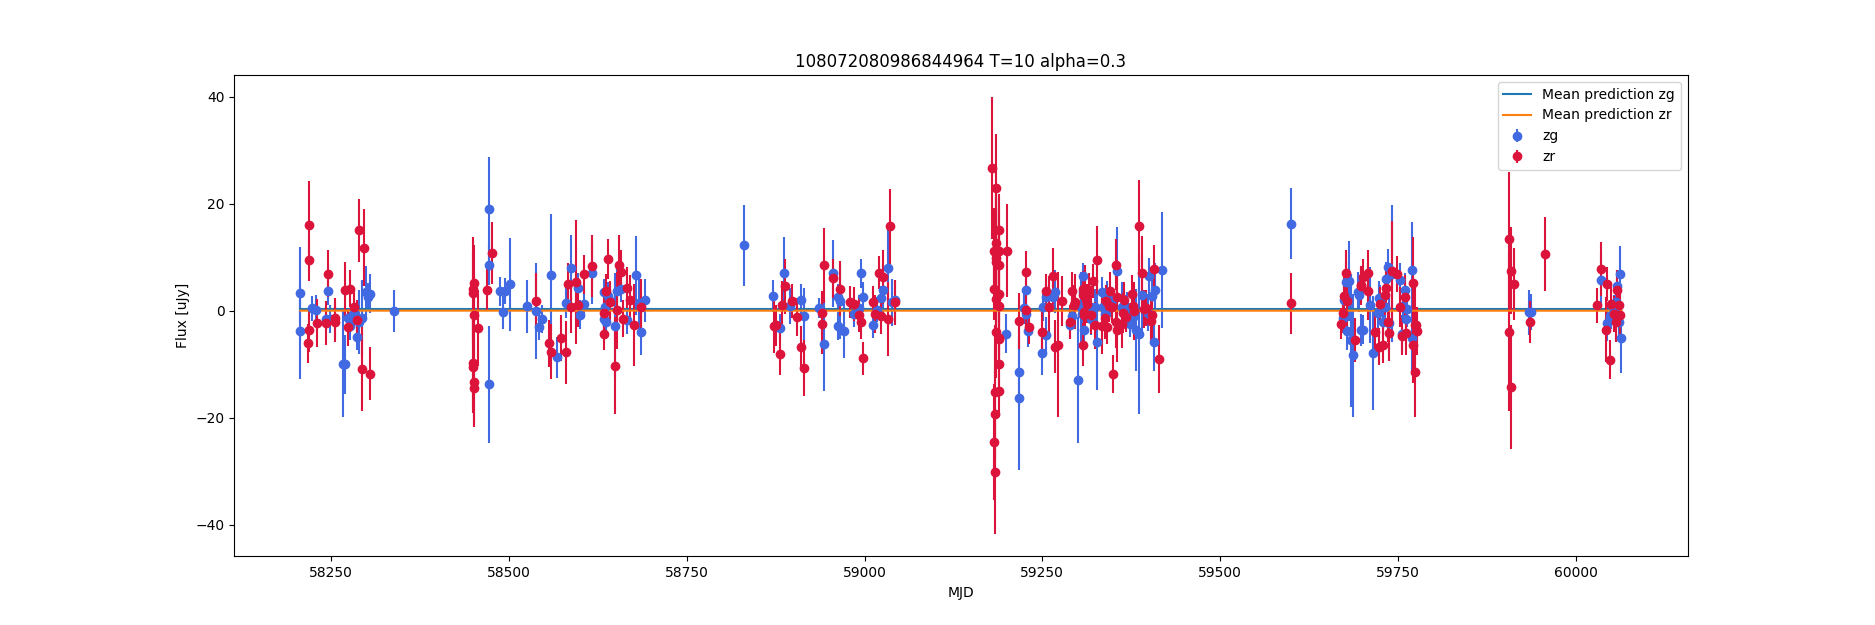 108072080986844964 T=10 alpha=0.3
Mean prediction zg
Mean prediction zr
zg
zr
40
20
0
−20
−40
Flux [uJy]
58250 58500 58750 59000 59250 59500 59750 60000
MJD